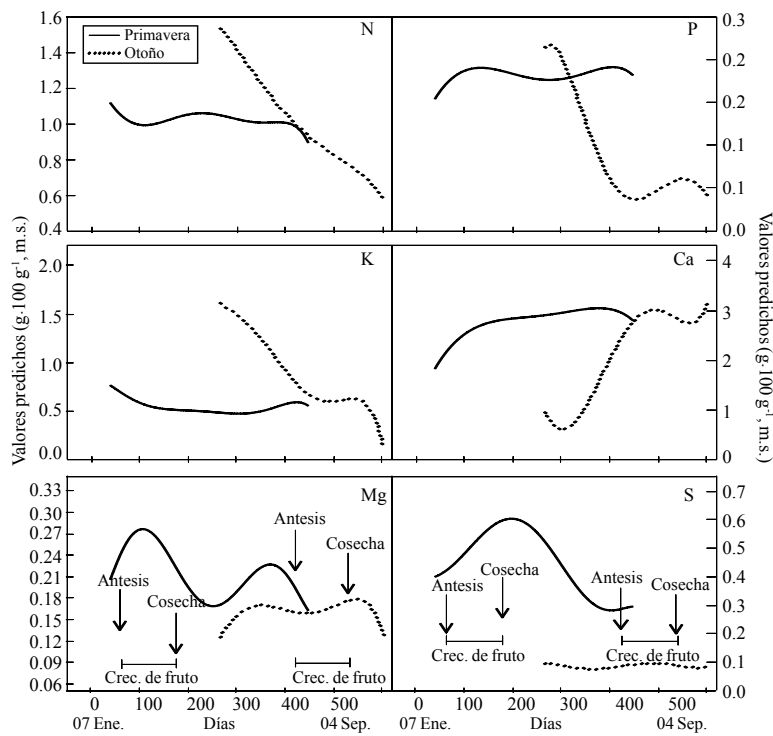 Valores predichos (g·100 g⁻¹, m.s.)
Primavera
Otoño
N
1.6
1.4
1.2
1.0
0.8
0.6
0.4
P
0.3
0.2
0.2
0.1
0.1
0.0
K
2.0
1.5
1.0
0.5
0.0
Ca
4
3
2
1
0
Mg
0.33
0.30
0.27
0.24
0.21
0.18
0.15
0.12
0.09
0.06
Antesis
Cosecha
Antesis
Cosecha
Crec. de fruto
Crec. de fruto
S
0.7
0.6
0.5
0.4
0.3
0.2
0.1
0.0
Antesis
Cosecha
Antesis
Cosecha
Crec. de fruto
Crec. de fruto
0 100 200 300 400 500
07 Ene. Días 04 Sep.
0 100 200 300 400 500 600
07 Ene. Días 04 Sep.
Valores predichos (g·100 g⁻¹, m.s.)